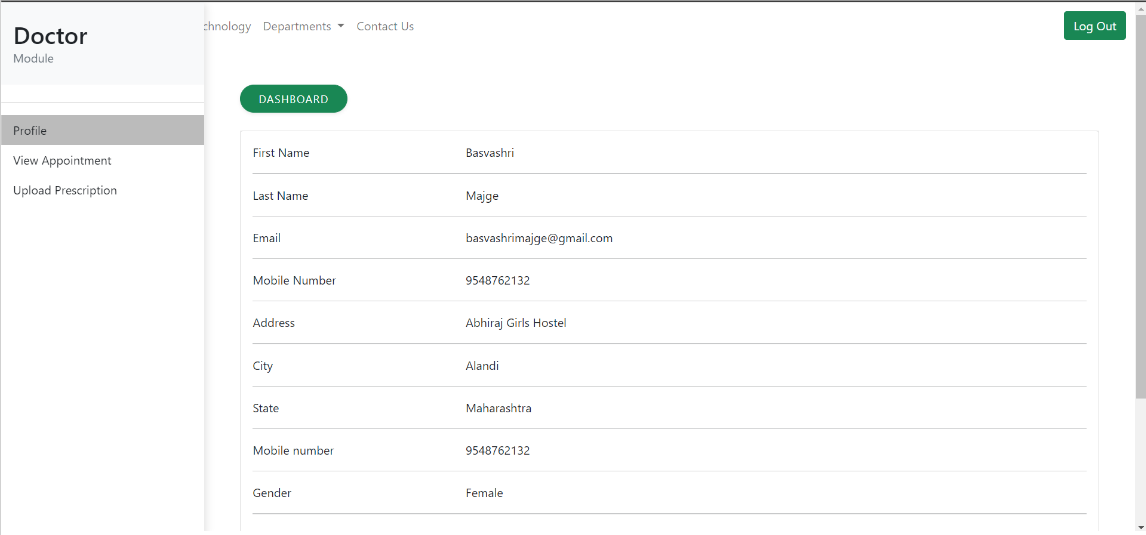 Doctor
Module
chnology Departments Contact Us
Log Out
DASHBOARD
Profile
View Appointment
Upload Prescription
First Name Basvashri
Last Name Majge
Email basvashrimajge@gmail.com
Mobile Number 9548762132
Address Abhiraj Girls Hostel
City Alandi
State Maharashtra
Mobile number 9548762132
Gender Female